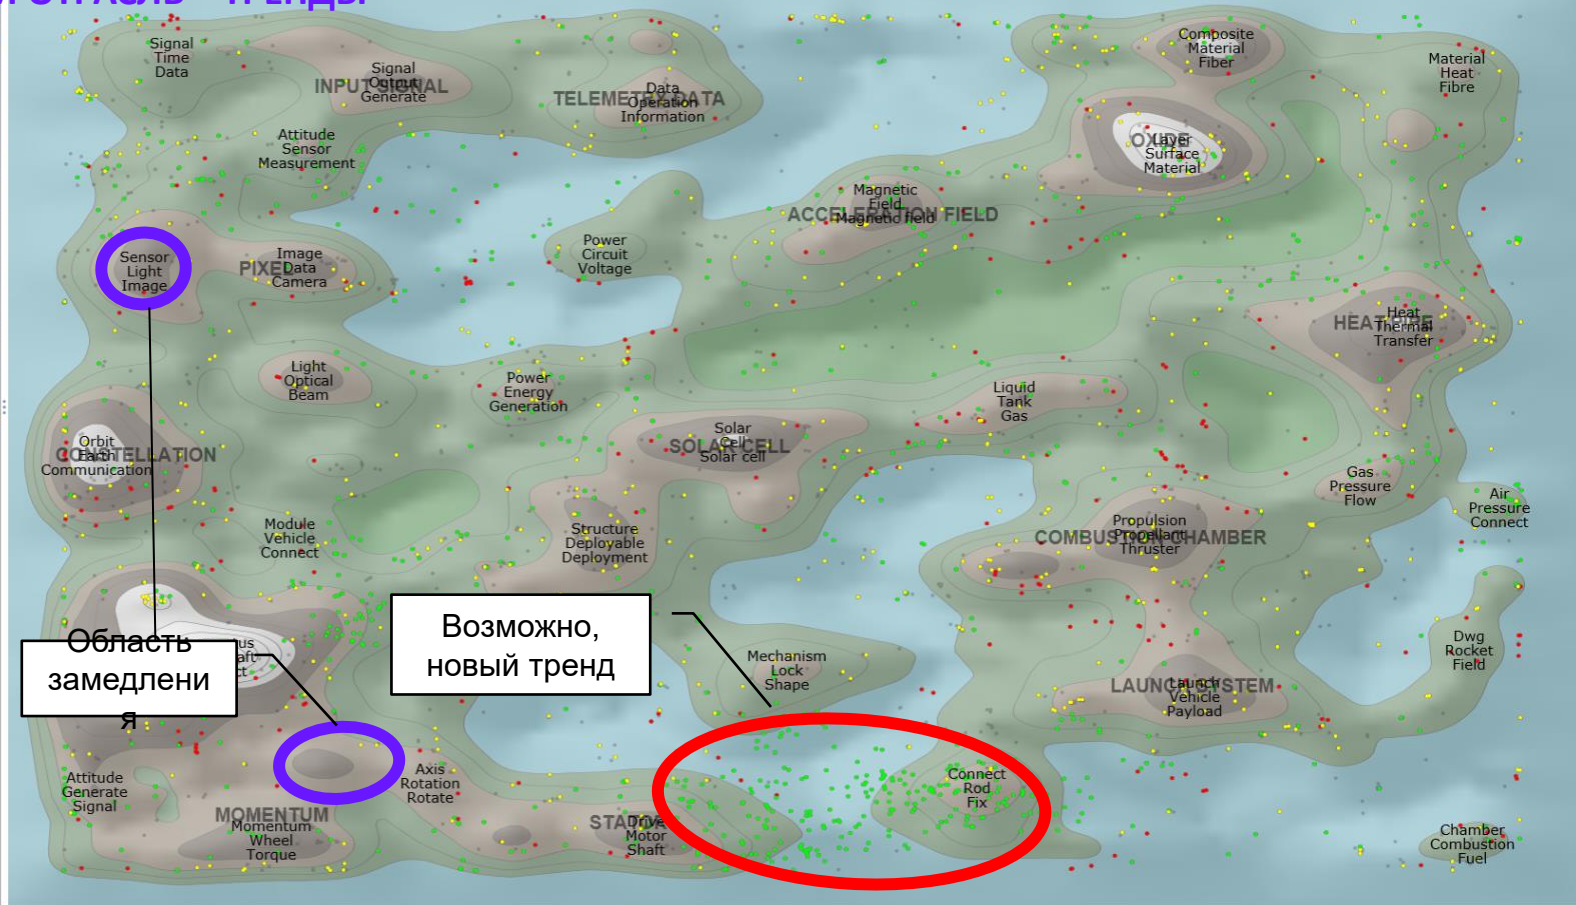 ОТРАСЛЬ – ТРЕНДЫ
Signal
Time
Data
INPUT SIGNAL
Signal
Output
Generate
TELEMETRY DATA
Data
Operation
Information
Composite
Material
Fiber
Material
Heat
Fibre
Attitude
Sensor
Measurement
OXIDE
Layer
Surface
Material
ACCELERATION FIELD
Magnetic
Field
Magnetic field
Power
Circuit
Voltage
Sensor
Light
Image
PIXEL
Image
Data
Camera
HEAT PIPE
Heat
Thermal
Transfer
Light
Optical
Beam
Power
Energy
Generation
Liquid
Tank
Gas
CONSTELLATION
Orbit
Earth
Communication
SOLAR CELL
Solar
Cell
Solar cell
Gas
Pressure
Flow
Air
Pressure
Connect
Module
Vehicle
Connect
Structure
Deployable
Deployment
COMBUSTION CHAMBER
Propulsion
Propellant
Thruster
Область
замедлени
я
us
aft
ct
Возможно,
новый тренд
Mechanism
Lock
Shape
LAUNCH SYSTEM
Launch
Vehicle
Payload
Dwg
Rocket
Field
Attitude
Generate
Signal
Axis
Rotation
Rotate
Connect
Rod
Fix
MOMENTUM
Momentum
Wheel
Torque
Drive
Motor
Shaft
Chamber
Combustion
Fuel